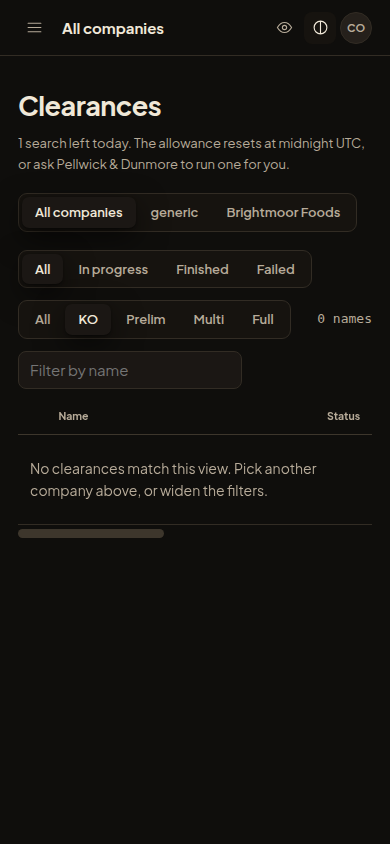 All companies
CO
Clearances
1 search left today. The allowance resets at midnight UTC,
or ask Pellwick & Dunmore to run one for you.
All companies generic Brightmoor Foods
All In progress Finished Failed
All KO Prelim Multi Full 0 names
Filter by name
Name Status
No clearances match this view. Pick another
company above, or widen the filters.